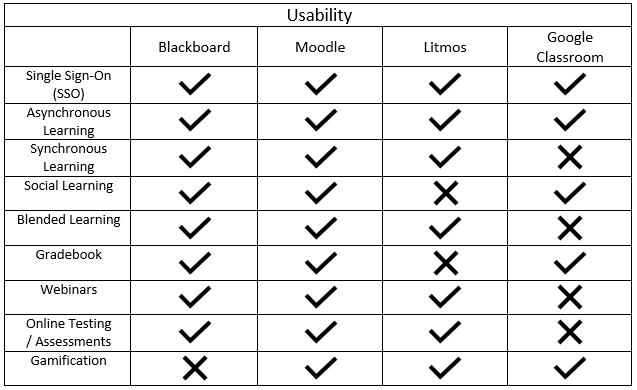 Usability
Blackboard Moodle Litmos Google
Classroom
Single Sign-On
(SSO)
Asynchronous
Learning
Synchronous
Learning
Social Learning
Blended Learning
Gradebook
Webinars
Online Testing
/ Assessments
Gamification